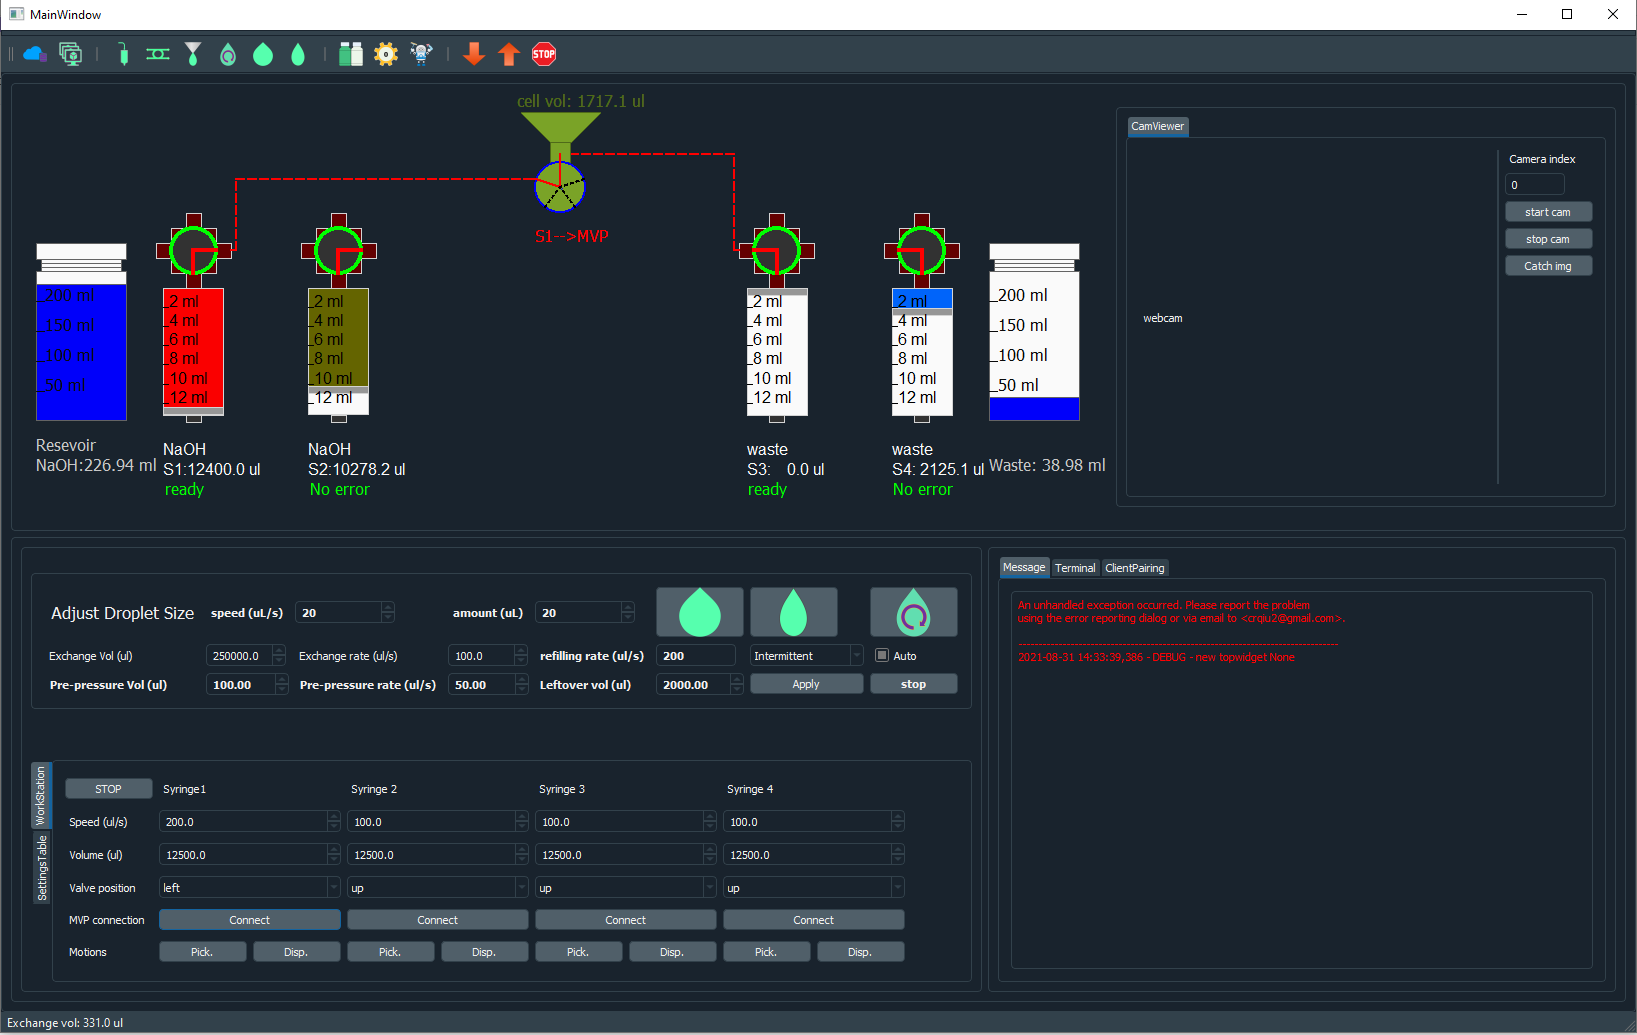 MainWindow
STOP
cell vol: 1717.1 ul
S1-->MVP
200 ml
150 ml
100 ml
50 ml
2 ml
4 ml
6 ml
8 ml
10 ml
12 ml
2 ml
4 ml
6 ml
8 ml
10 ml
12 ml
2 ml
4 ml
6 ml
8 ml
10 ml
12 ml
2 ml
4 ml
6 ml
8 ml
10 ml
12 ml
200 ml
150 ml
100 ml
50 ml
Resevoir
NaOH:226.94 ml
NaOH
S1:12400.0 ul
ready
NaOH
S2:10278.2 ul
No error
waste
S3: 0.0 ul
ready
waste
S4: 2125.1 ul
No error
Waste: 38.98 ml
CamViewer
webcam
Camera index
0
start cam
stop cam
Catch img
Adjust Droplet Size speed (uL/s) 20 amount (uL) 20
Exchange Vol (ul) 250000.0 Exchange rate (ul/s) 100.0 refilling rate (ul/s) 200 Intermittent Auto
Pre-pressure Vol (ul) 100.00 Pre-pressure rate (ul/s) 50.00 Leftover vol (ul) 2000.00 Apply stop
WorkStation
SettingsTable
STOP Syringe1 Syringe 2 Syringe 3 Syringe 4
Speed (ul/s) 200.0 100.0 100.0 100.0
Volume (ul) 12500.0 12500.0 12500.0 12500.0
Valve position left up up up
MVP connection Connect Connect Connect Connect
Motions Pick. Disp. Pick. Disp. Pick. Disp. Pick. Disp.
Message Terminal ClientPairing
An unhandled exception occurred. Please report the problem
using the error reporting dialog or via email to <crqiu2@gmail.com>.
--------------------------------------------------------------------------------
2021-08-31 14:33:39,386 - DEBUG - new topwidget None
Exchange vol: 331.0 ul